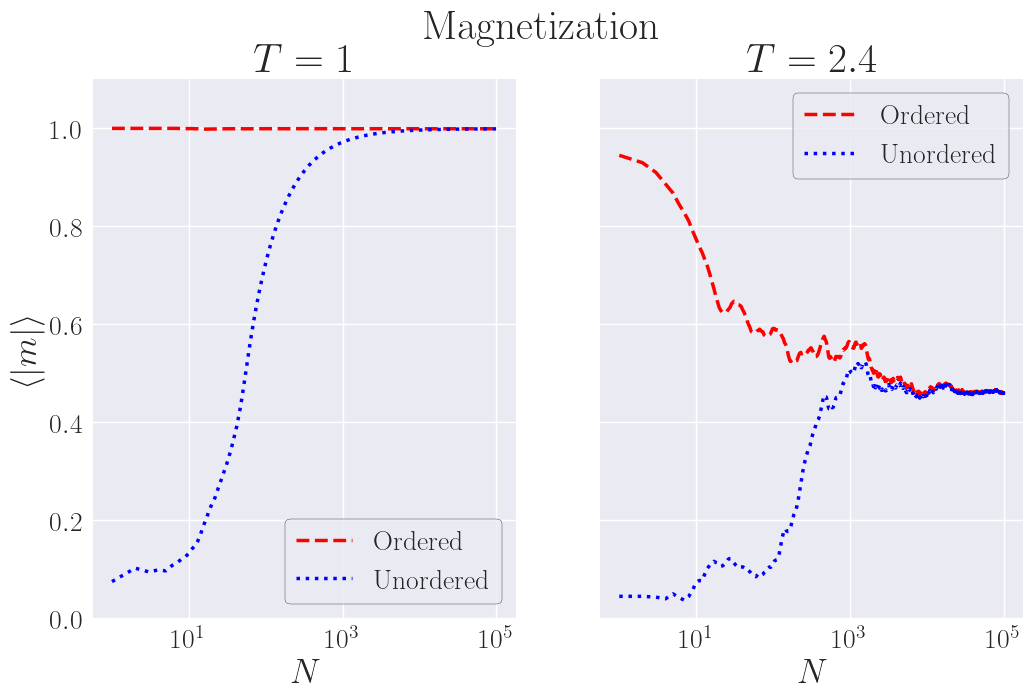 Magnetization
T = 1
T = 2.4
⟨|m|⟩
1.0
0.8
0.6
0.4
0.2
0.0
Ordered
Unordered
10^1
10^3
10^5
N
Ordered
Unordered
10^1
10^3
10^5
N